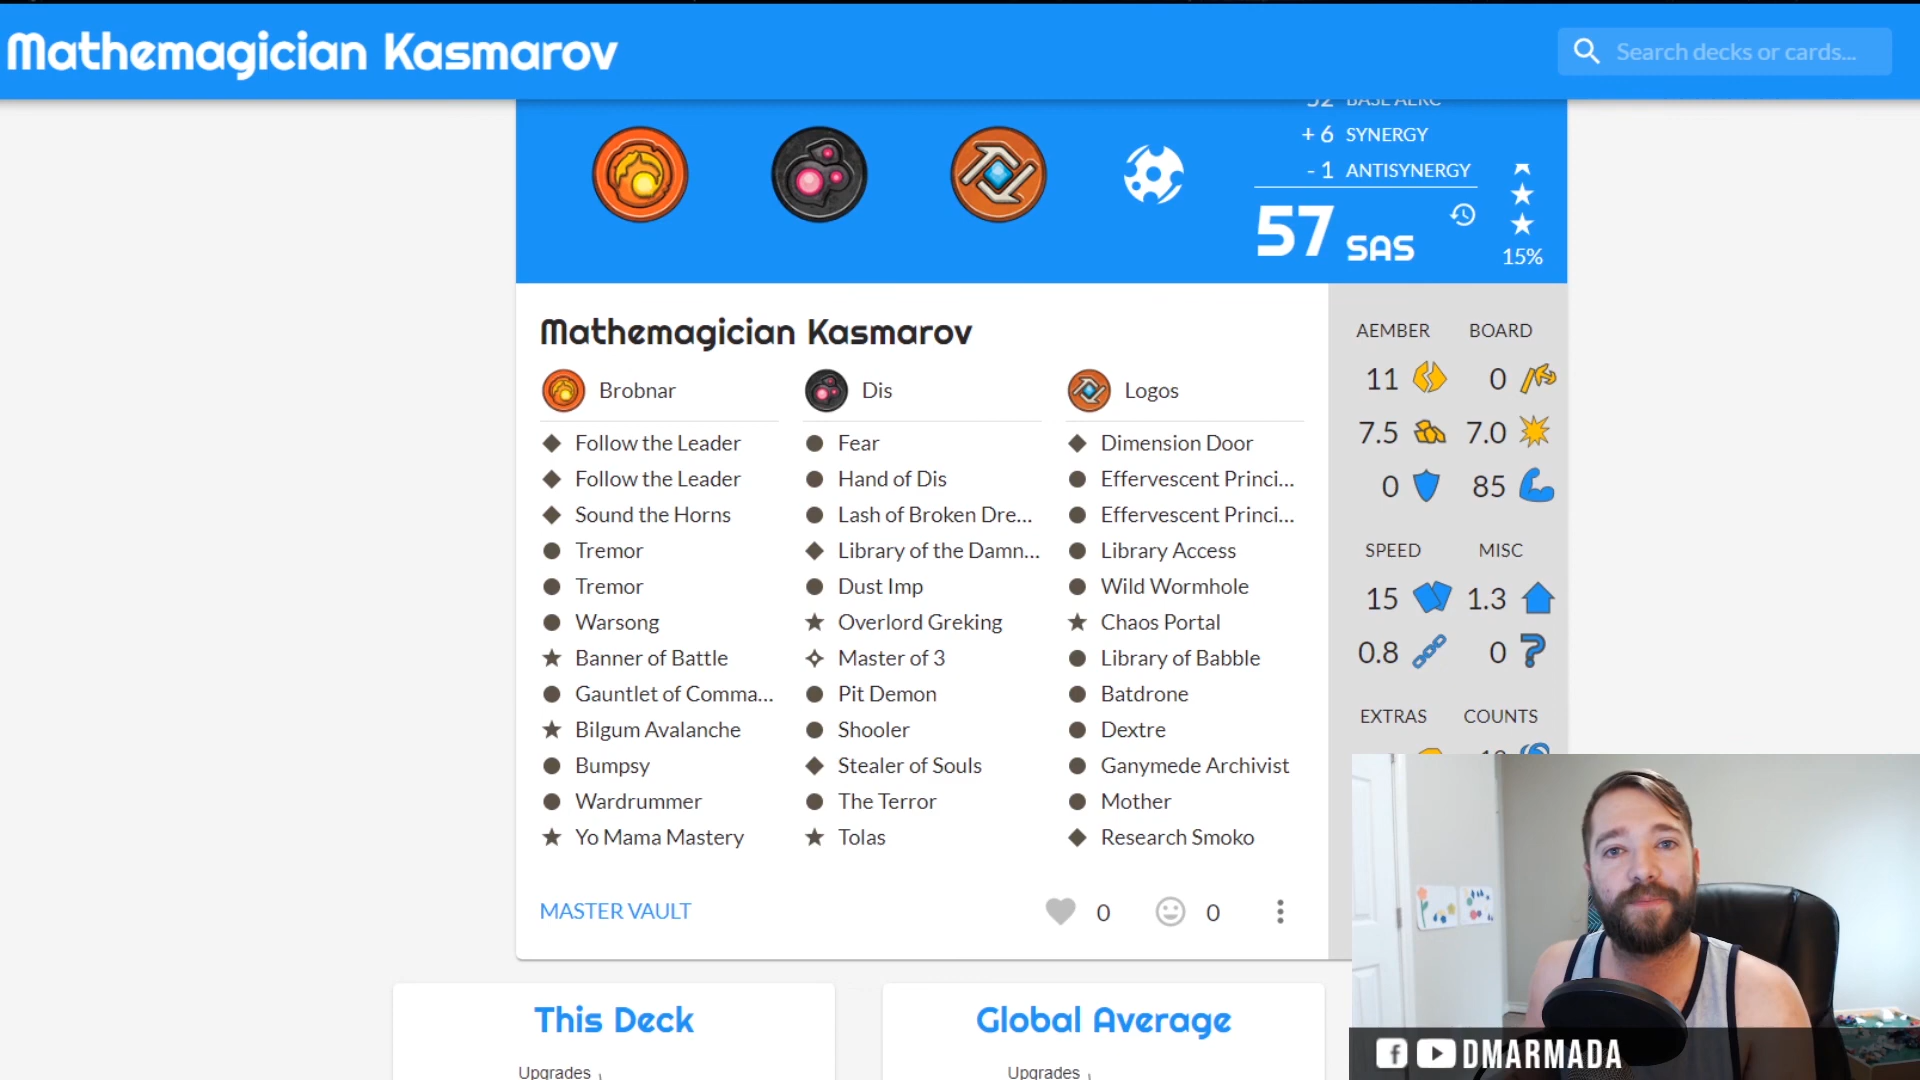 Mathemagician Kasmarov
Search decks or cards...
+ 6 SYNERGY
- 1 ANTISYNERGY
57 SAS
15%
Mathemagician Kasmarov
Brobnar
Follow the Leader
Follow the Leader
Sound the Horns
Tremor
Tremor
Warsong
Banner of Battle
Gauntlet of Comma...
Bilgum Avalanche
Bumpsy
Wardrummer
Yo Mama Mastery
Dis
Fear
Hand of Dis
Lash of Broken Dre...
Library of the Damn...
Dust Imp
Overlord Greking
Master of 3
Pit Demon
Shooler
Stealer of Souls
The Terror
Tolas
Logos
Dimension Door
Effervescent Princi...
Effervescent Princi...
Library Access
Wild Wormhole
Chaos Portal
Library of Babble
Batdrone
Dextre
Ganymede Archivist
Mother
Research Smoko
MASTER VAULT
0 0
AEMBER BOARD
11 0
7.5 7.0
0 85
SPEED MISC
15 1.3
0.8 0
EXTRAS COUNTS
This Deck
Upgrades
Global Average
Upgrades
DMARMADA